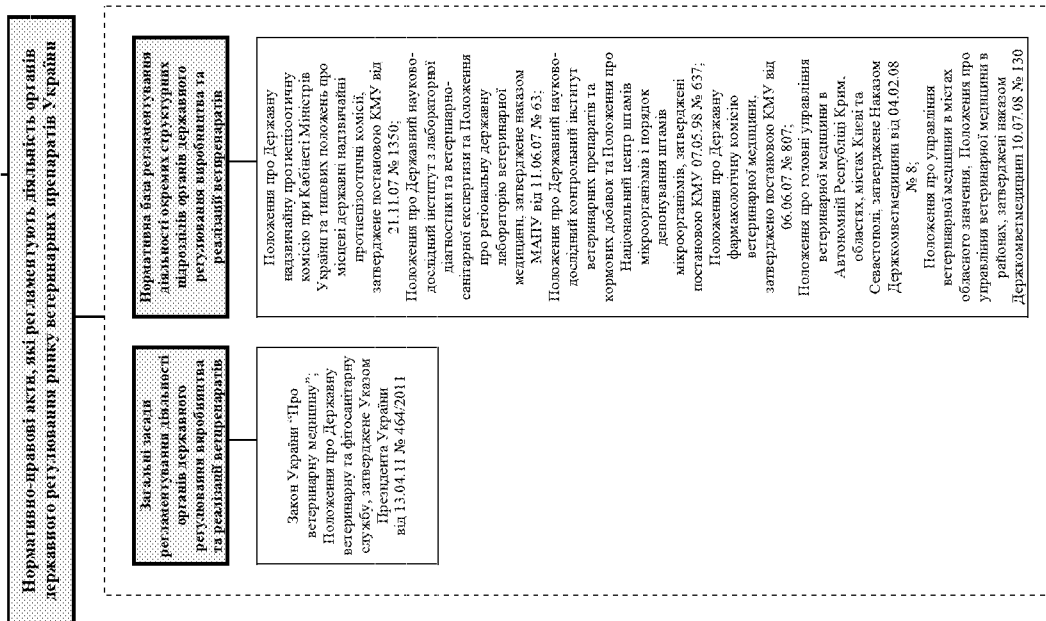 Нормативно-правові акти, які регламентують діяльність органів
державного регулювання ринку ветеринарних препаратів України
Загальні засади
регламентування діяльності
органів державного
регулювання виробництва
та реалізації ветпрепаратів
Закон України “Про
ветеринарну медицину”;
Положення про Державну
ветеринарну та фітосанітарну
службу, затверджене Указом
Президента України
від 13.04.11 № 464/2011
Нормативна база регламентування
діяльності окремих структурних
підрозділів органів державного
регулювання виробництва та
реалізації ветпрепаратів
Положення про Державну
надзвичайну протиепізоотичну
комісію при Кабінеті Міністрів
України та типових положень про
місцеві державні надзвичайні
протиепізоотичні комісії,
затверджене постановою КМУ від
21.11.07 № 1350;
Положення про Державний науково-
дослідний інститут з лабораторної
діагностики та ветеринарно-
санітарної експертизи та Положення
про регіональну державну
лабораторію ветеринарної
медицини, затверджене наказом
МАПУ від 11.06.07 № 63;
Положення про Державний науково-
дослідний контрольний інститут
ветеринарних препаратів та
кормових добавок та Положення про
Національний центр штамів
мікроорганізмів і порядок
депонування штамів
мікроорганізмів, затверджені
постановою КМУ 07.05.98 № 637;
Положення про Державну
фармакологічну комісію
ветеринарної медицини,
затверджено постановою КМУ від
06.06.07 № 807;
Положення про головні управління
ветеринарної медицини в
Автономній Республіці Крим,
областях, містах Києві та
Севастополі, затверджене Наказом
Держкомветмедицини від 04.02.08
№ 8;
Положення про управління
ветеринарної медицини в містах
обласного значення, Положення про
управління ветеринарної медицини в
районах, затверджені наказом
Держкомветмедицини 10.07.08 № 130